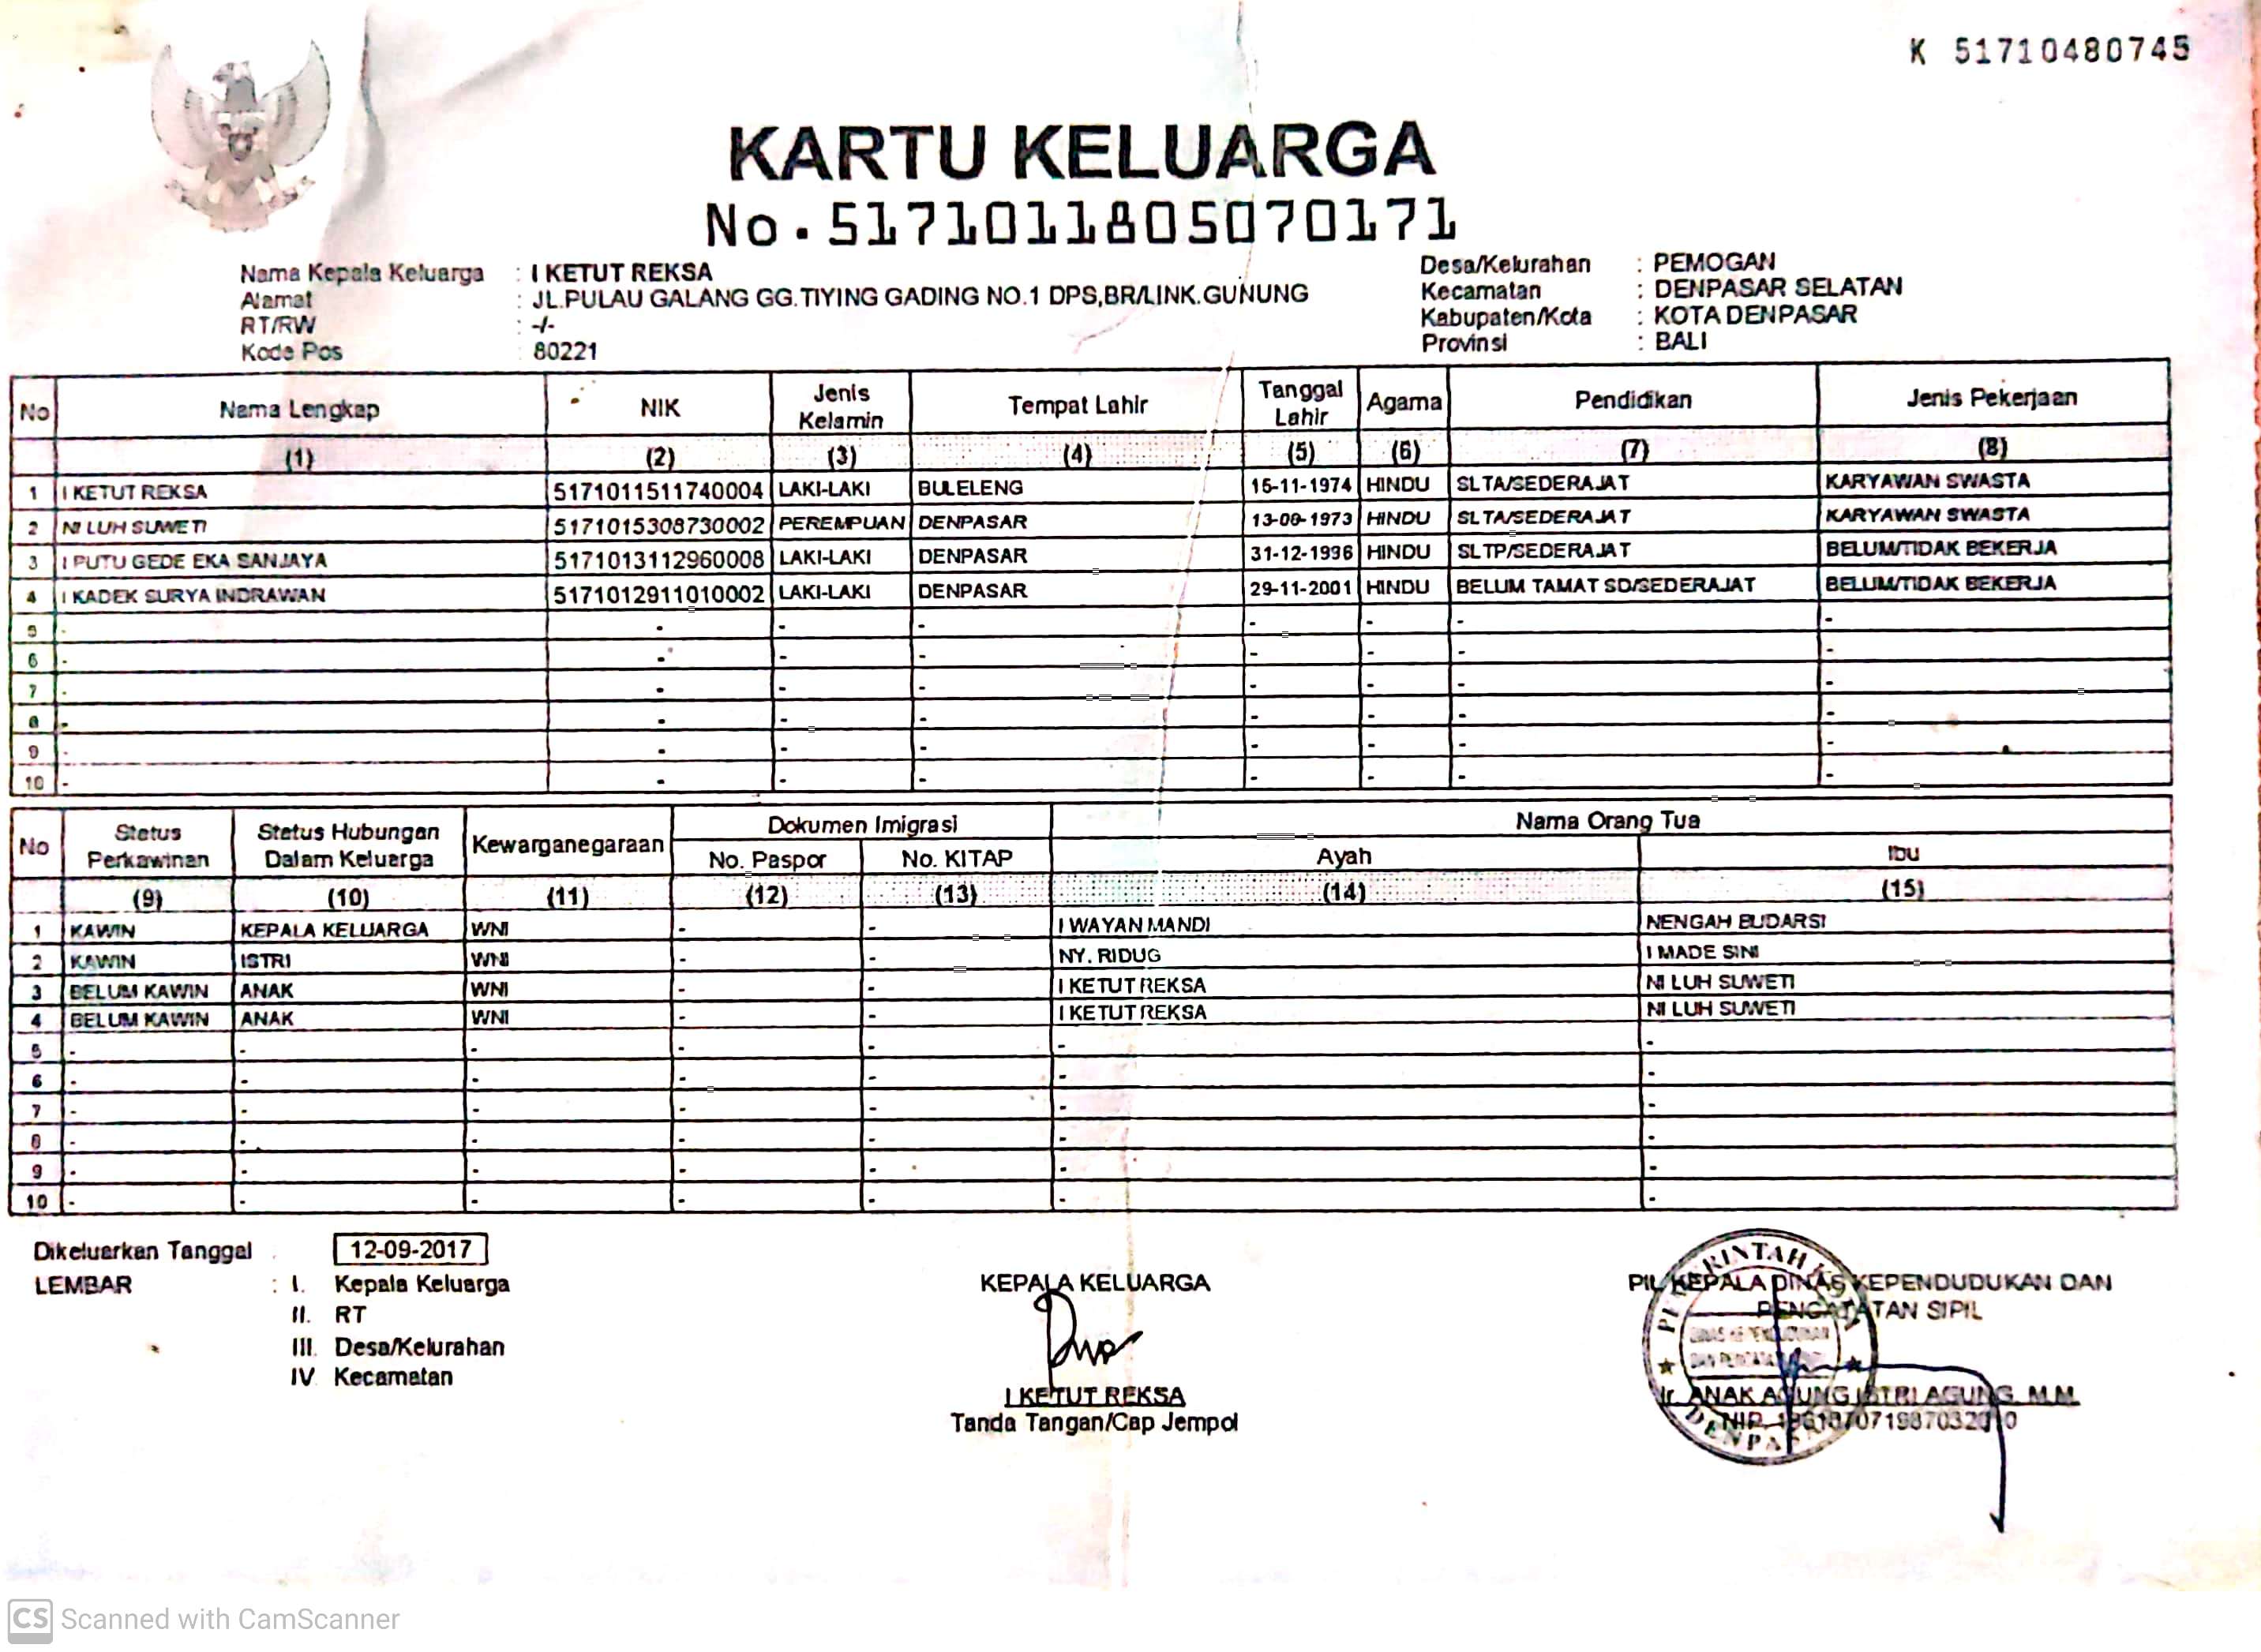 K 51710480745
KARTU KELUARGA
No. 5171011805070171
Nama Kepala Keluarga : I KETUT REKSA
Alamat : JL.PULAU GALANG GG.TIYING GADING NO.1 DPS,BR/LINK.GUNUNG
RT/RW : -/-
Kode Pos : 80221
Desa/Kelurahan : PEMOGAN
Kecamatan : DENPASAR SELATAN
Kabupaten/Kota : KOTA DENPASAR
Provinsi : BALI
No Nama Lengkap NIK Jenis Kelamin Tempat Lahir Tanggal Lahir Agama Pendidikan Jenis Pekerjaan
(1) (2) (3) (4) (5) (6) (7) (8)
1 I KETUT REKSA 5171011511740004 LAKI-LAKI BULELENG 15-11-1974 HINDU SLTA/SEDERAJAT KARYAWAN SWASTA
2 NI LUH SUWETI 5171015308730002 PEREMPUAN DENPASAR 13-08-1973 HINDU SLTA/SEDERAJAT KARYAWAN SWASTA
3 I PUTU GEDE EKA SANJAYA 5171013112960008 LAKI-LAKI DENPASAR 31-12-1996 HINDU SLTP/SEDERAJAT BELUM/TIDAK BEKERJA
4 I KADEK SURYA INDRAWAN 5171012911010002 LAKI-LAKI DENPASAR 29-11-2001 HINDU BELUM TAMAT SD/SEDERAJAT BELUM/TIDAK BEKERJA
5 - - - - - - - -
6 - - - - - - - -
7 - - - - - - - -
8 - - - - - - - -
9 - - - - - - - -
10 - - - - - - - -
No Status Perkawinan Status Hubungan Dalam Keluarga Kewarganegaraan Dokumen Imigrasi Nama Orang Tua
No. Paspor No. KITAP Ayah Ibu
(9) (10) (11) (12) (13) (14) (15)
1 KAWIN KEPALA KELUARGA WNI - - I WAYAN MANDI NENGAH BUDARSI
2 KAWIN ISTRI WNI - - NY. RIDUG I MADE SINI
3 BELUM KAWIN ANAK WNI - - I KETUT REKSA NI LUH SUWETI
4 BELUM KAWIN ANAK WNI - - I KETUT REKSA NI LUH SUWETI
5 - - - - - - -
6 - - - - - - -
7 - - - - - - -
8 - - - - - - -
9 - - - - - - -
10 - - - - - - -
Dikeluarkan Tanggal : 12-09-2017
LEMBAR : I. Kepala Keluarga
II. RT
III. Desa/Kelurahan
IV. Kecamatan
KEPALA KELUARGA
I KETUT REKSA
Tanda Tangan/Cap Jempol
Plt. KEPALA DINAS KEPENDUDUKAN DAN
PENCATATAN SIPIL
PEMERINTAH KOTA
DINAS KEPENDUDUKAN
DAN PENCATATAN SIPIL
DENPASAR
Ir. ANAK AGUNG ISTRI AGUNG, M.M.
NIP.
CS Scanned with CamScanner